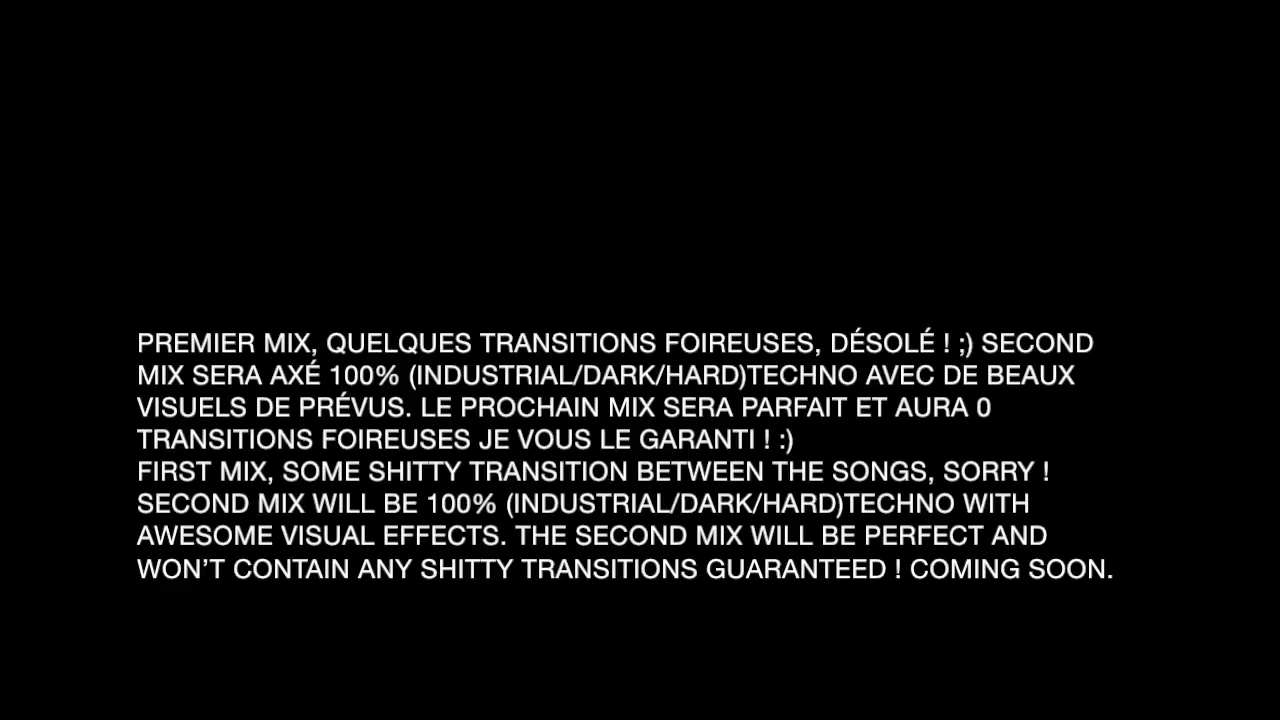 PREMIER MIX, QUELQUES TRANSITIONS FOIREUSES, DÉSOLÉ ! ;) SECOND
MIX SERA AXÉ 100% (INDUSTRIAL/DARK/HARD)TECHNO AVEC DE BEAUX
VISUELS DE PRÉVUS. LE PROCHAIN MIX SERA PARFAIT ET AURA 0
TRANSITIONS FOIREUSES JE VOUS LE GARANTI ! :)
FIRST MIX, SOME SHITTY TRANSITION BETWEEN THE SONGS, SORRY !
SECOND MIX WILL BE 100% (INDUSTRIAL/DARK/HARD)TECHNO WITH
AWESOME VISUAL EFFECTS. THE SECOND MIX WILL BE PERFECT AND
WON’T CONTAIN ANY SHITTY TRANSITIONS GUARANTEED ! COMING SOON.